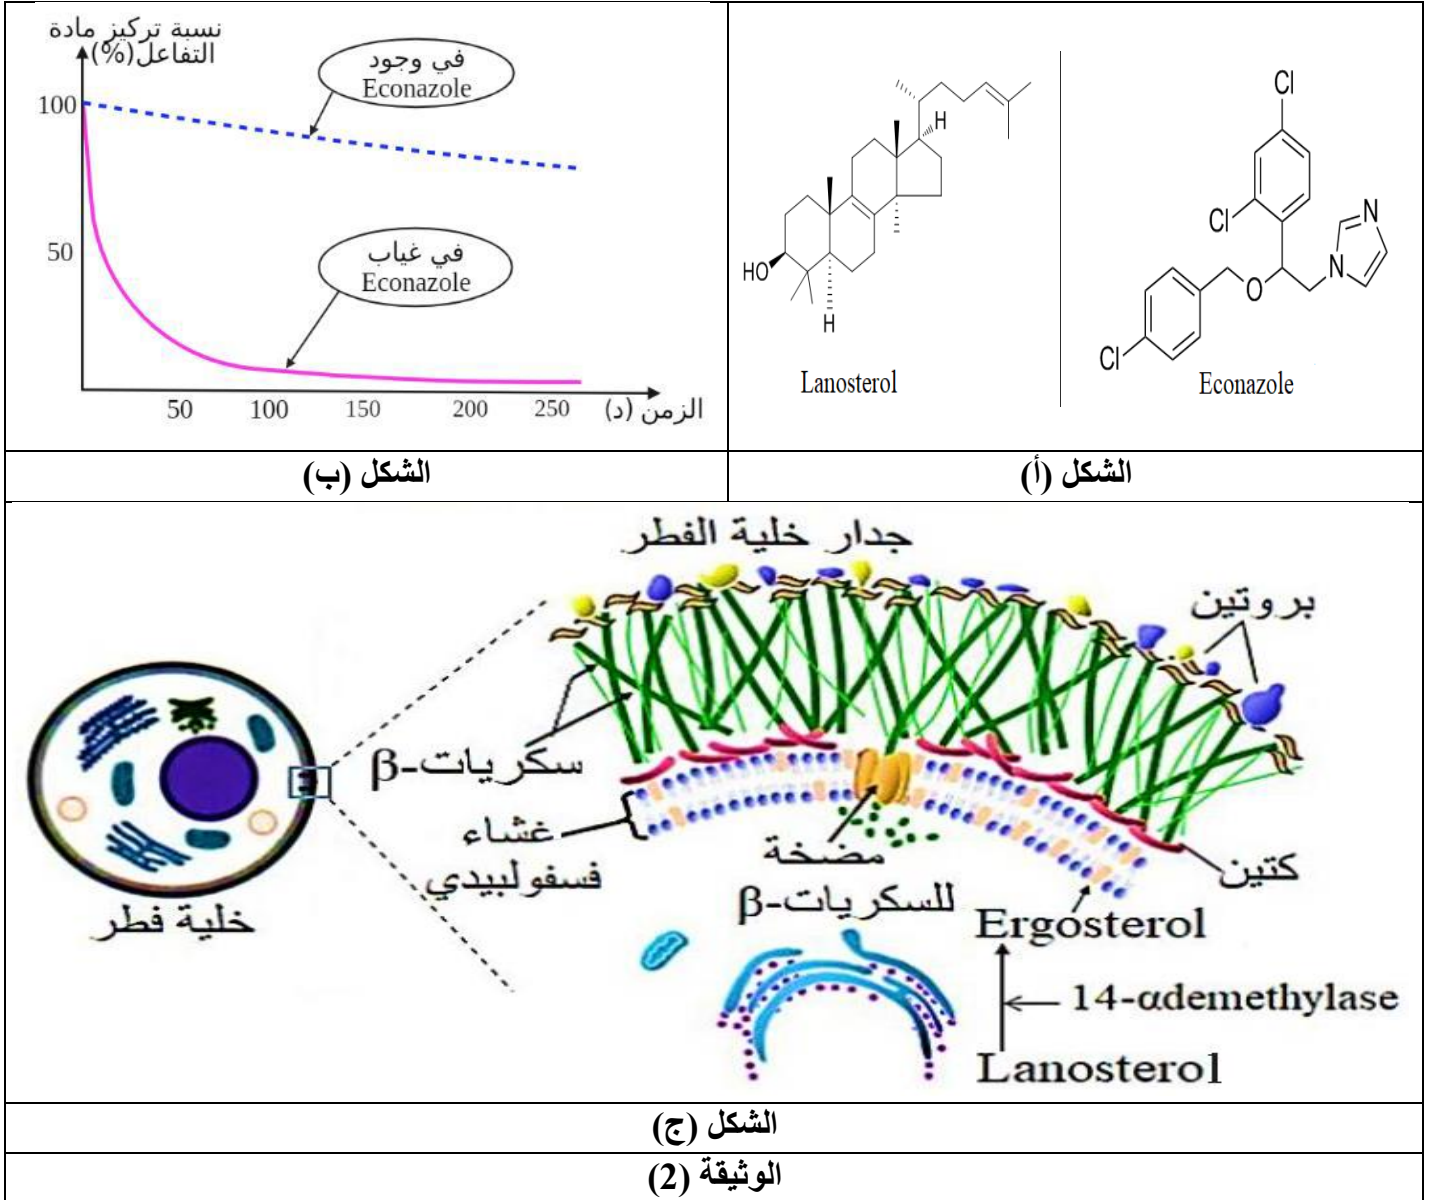 نسبة تركيز مادة
التفاعل(%)
100
50
في وجود
Econazole
في غياب
Econazole
50 100 150 200 250
الزمن (د)
الشكل (ب)
H
HO
H
Lanosterol
Cl
Cl
N
N
O
Cl
Econazole
الشكل (أ)
جدار خلية الفطر
بروتين
سكريات-β
غشاء
فسفولبيدي
مضخة
للسكريات-β
كتين
خلية فطر
Ergosterol
14-αdemethylase
Lanosterol
الشكل (ج)
الوثيقة (2)